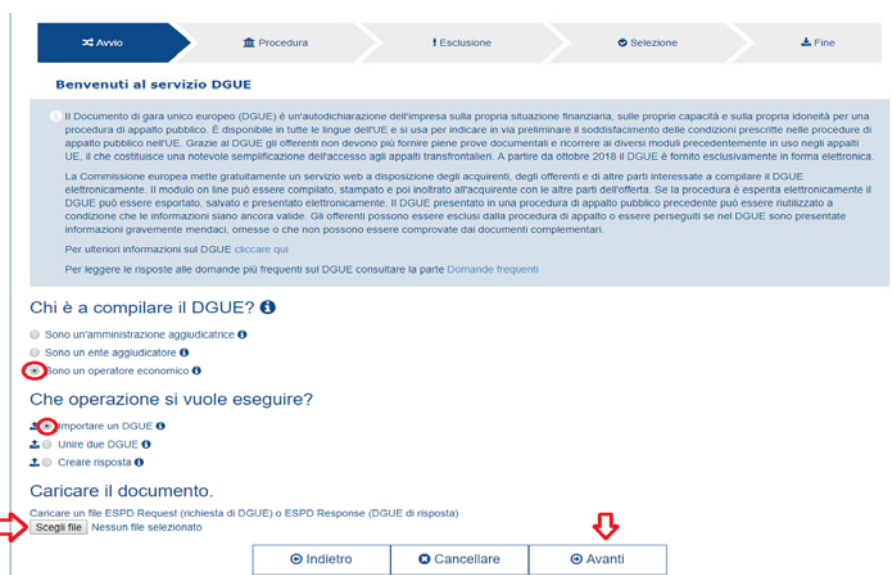 Avvio
Procedura
Esclusione
Selezione
Fine
Benvenuti al servizio DGUE
Il Documento di gara unico europeo (DGUE) è un'autodichiarazione dell'impresa sulla propria situazione finanziaria, sulle proprie capacità e sulla propria idoneità per una
procedura di appalto pubblico. É disponibile in tutte le lingue dell'UE e si usa per indicare in via preliminare il soddisfacimento delle condizioni prescritte nelle procedure di
appalto pubblico nell'UE. Grazie al DGUE gli offerenti non devono più fornire piene prove documentali e ricorrere ai diversi moduli precedentemente in uso negli appalti
UE, il che costituisce una notevole semplificazione dell'accesso agli appalti transfrontalieri. A partire da ottobre 2018 il DGUE è fornito esclusivamente in forma elettronica.
La Commissione europea mette gratuitamente un servizio web a disposizione degli acquirenti, degli offerenti e di altre parti interessate a compilare il DGUE
elettronicamente. Il modulo on line può essere compilato, stampato e poi inoltrato all'acquirente con le altre parti dell'offerta. Se la procedura è esperita elettronicamente il
DGUE può essere esportato, salvato e presentato elettronicamente. Il DGUE presentato in una procedura di appalto pubblico precedente può essere riutilizzato a
condizione che le informazioni siano ancora valide. Gli offerenti possono essere esclusi dalla procedura di appalto o essere perseguiti se nel DGUE sono presentate
informazioni gravemente mendaci, omesse o che non possono essere comprovate dai documenti complementari.
Per ulteriori informazioni sul DGUE cliccare qui
Per leggere le risposte alle domande più frequenti sul DGUE consultare la parte Domande frequenti
Chi è a compilare il DGUE?
Sono un'amministrazione aggiudicatrice
Sono un ente aggiudicatore
Sono un operatore economico
Che operazione si vuole eseguire?
Importare un DGUE
Unire due DGUE
Creare risposta
Caricare il documento.
Caricare un file ESPD Request (richiesta di DGUE) o ESPD Response (DGUE di risposta)
Scegli file Nessun file selezionato
Indietro
Cancellare
Avanti